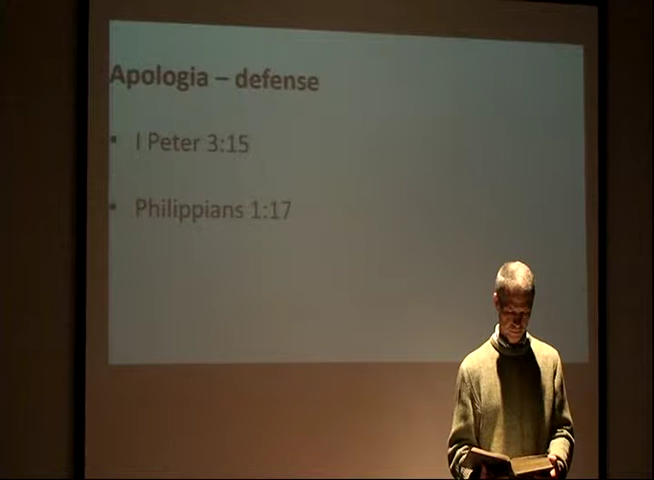 Apologia – defense
• I Peter 3:15
• Philippians 1:17